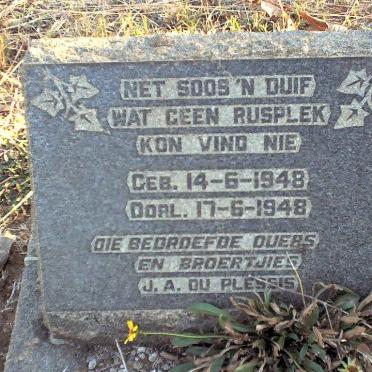 NET SOOS 'N DUIF
WAT GEEN RUSPLEK
KON VIND NIE
GEB. 14-6-1948
OORL. 17-6-1948
DIE BEDROEFDE OUERS
EN BROERTJIE
J.A. DU PLESSIS